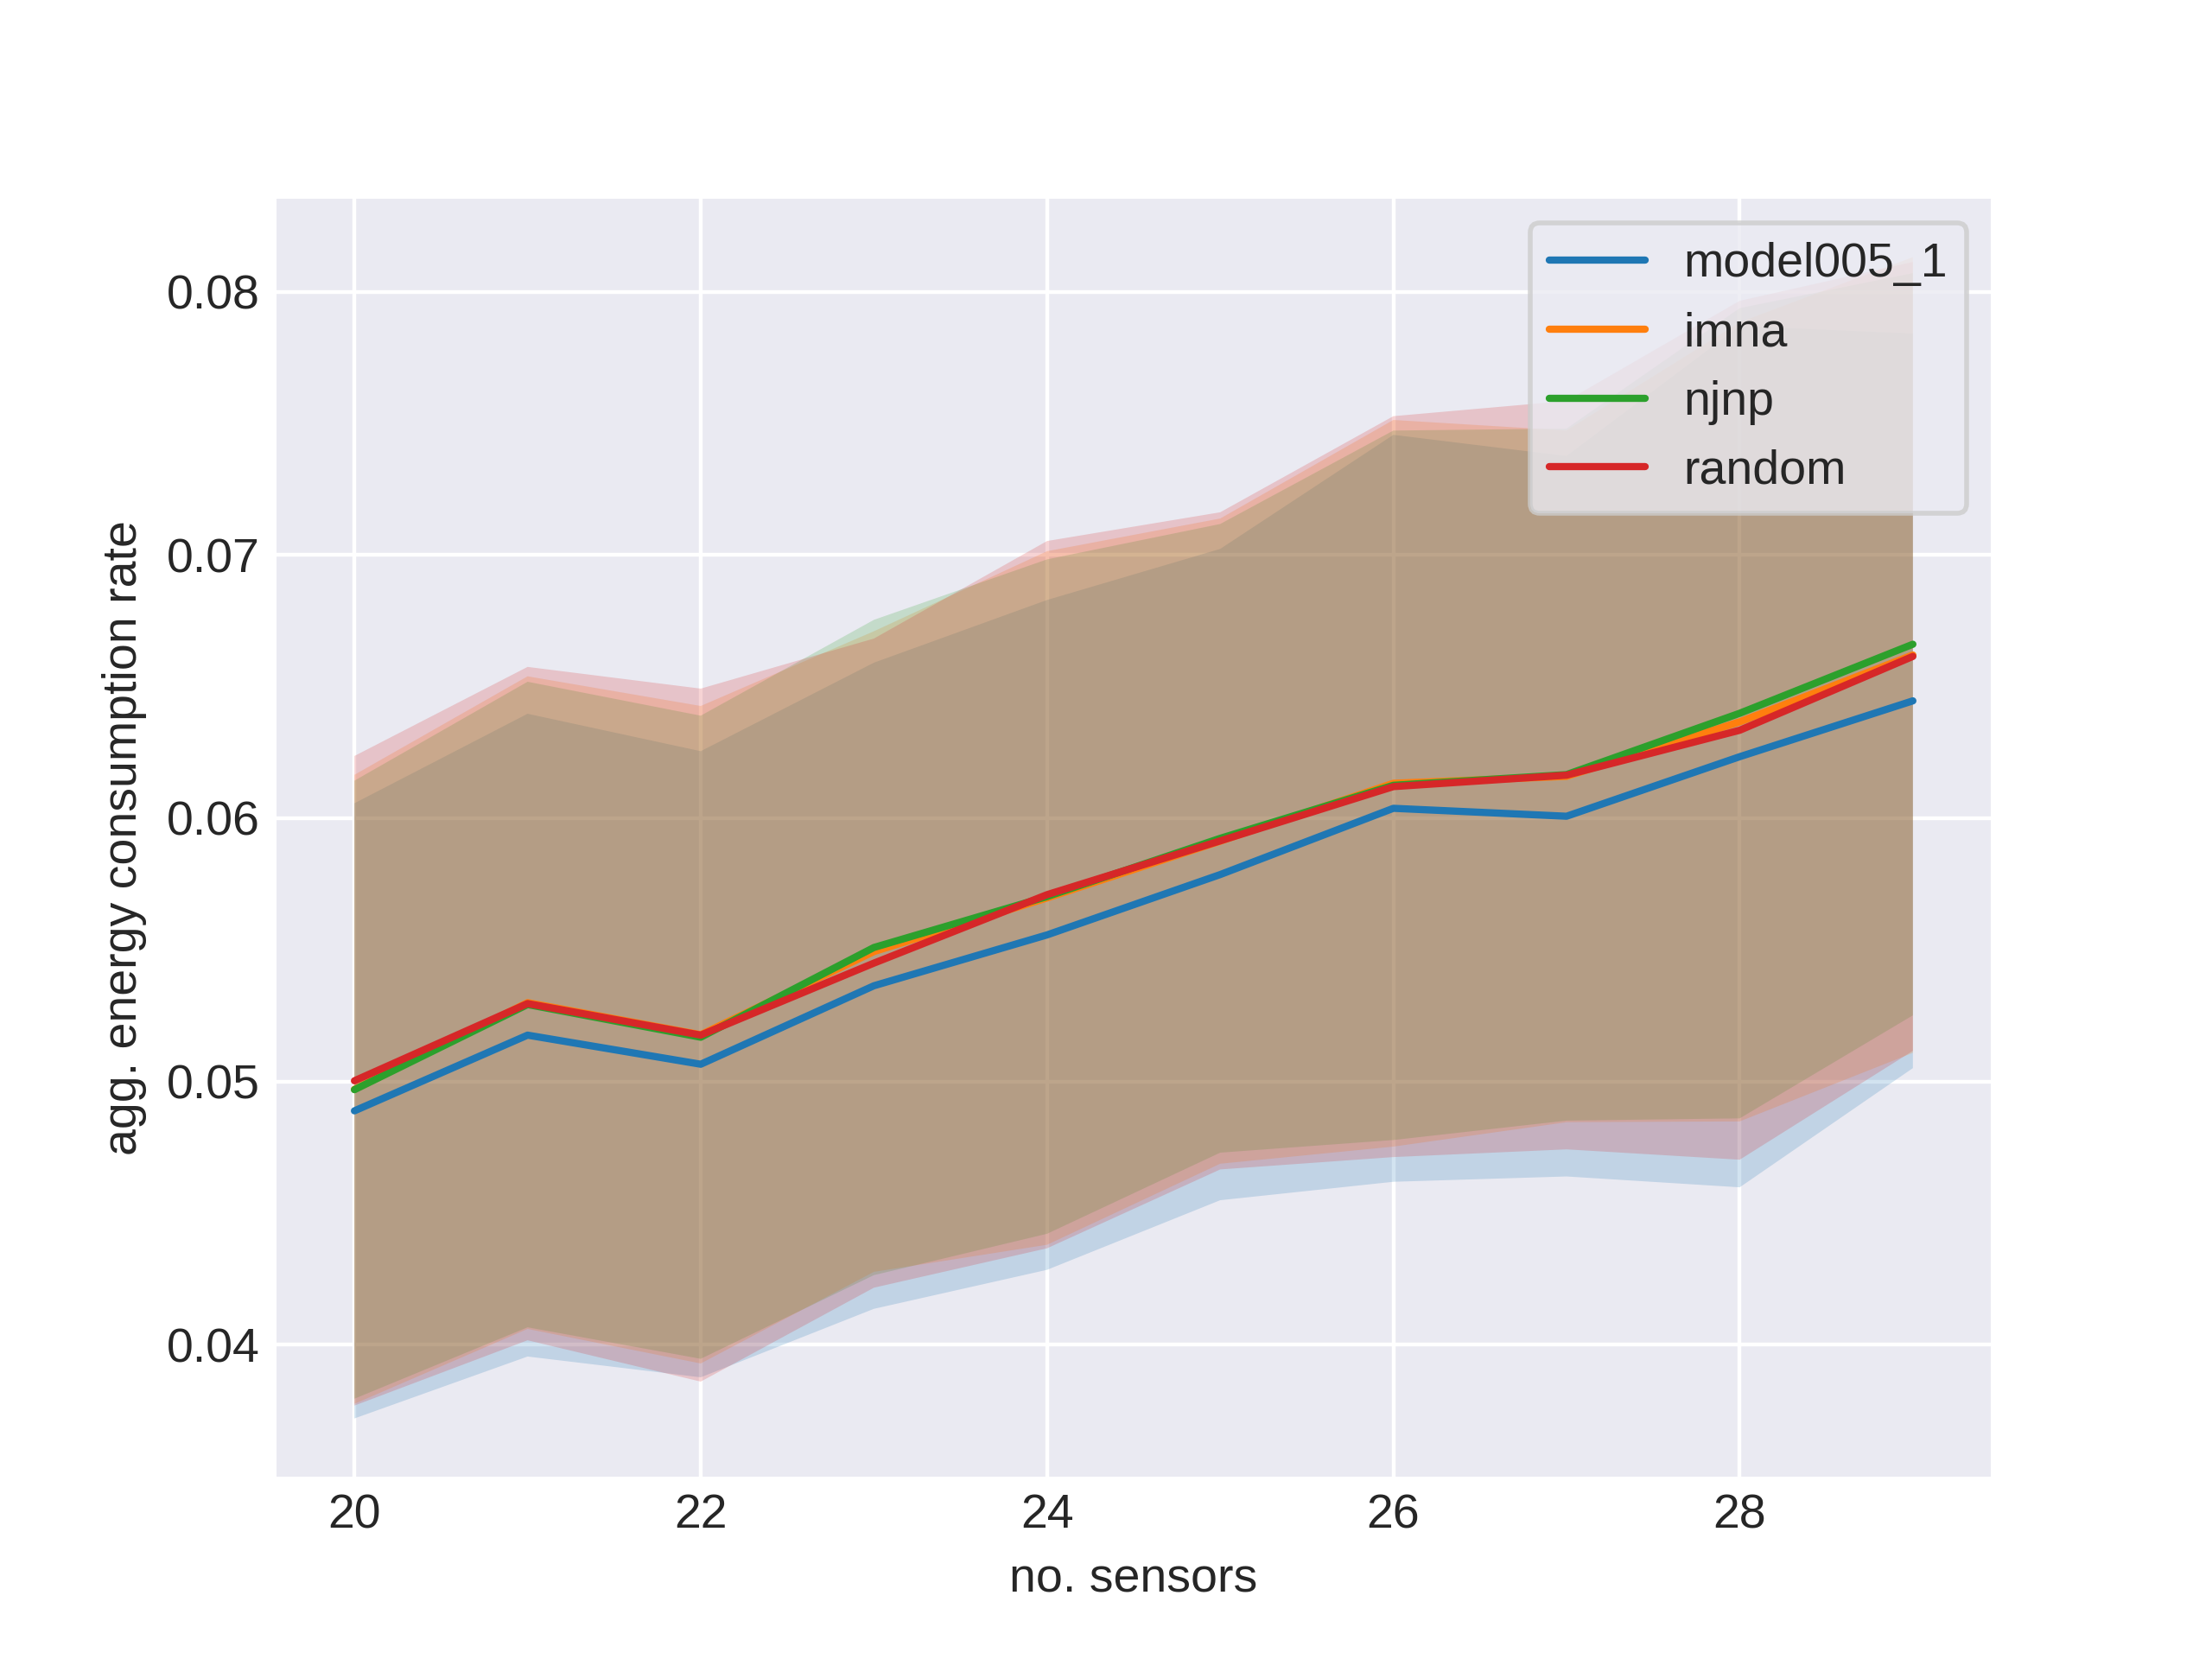 model005_1
imna
njnp
random
0.08
0.07
0.06
0.05
0.04
agg. energy consumption rate
20 22 24 26 28
no. sensors